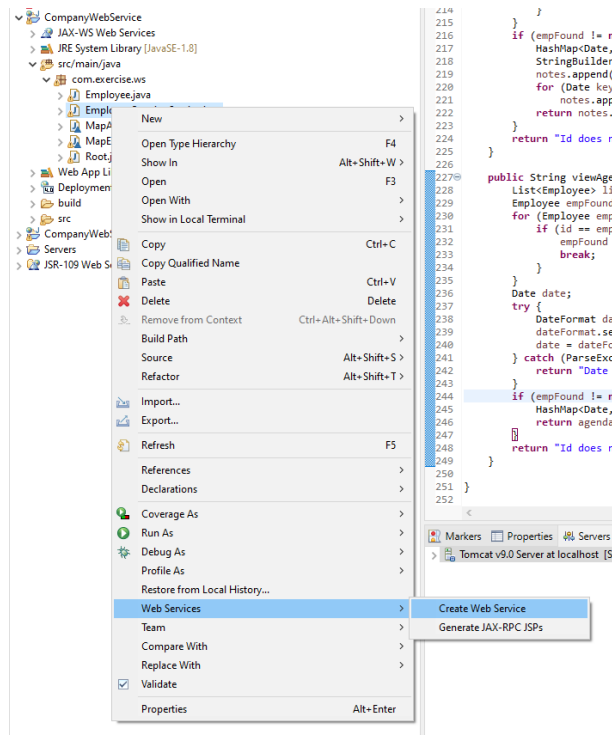 CompanyWebService
JAX-WS Web Services
JRE System Library [JavaSE-1.8]
src/main/java
com.exercise.ws
Employee.java
MapA
MapE
Root.j
Web App Li
Deploymen
build
src
CompanyWebS
Servers
JSR-109 Web S
New
Open Type Hierarchy F4
Show In Alt+Shift+W
Open F3
Open With
Show in Local Terminal
Copy Ctrl+C
Copy Qualified Name
Paste Ctrl+V
Delete Delete
Remove from Context Ctrl+Alt+Shift+Down
Build Path
Source Alt+Shift+S
Refactor Alt+Shift+T
Import...
Export...
Refresh F5
References
Declarations
Coverage As
Run As
Debug As
Profile As
Restore from Local History...
Web Services
Team
Compare With
Replace With
Validate
Properties Alt+Enter
Create Web Service
Generate JAX-RPC JSPs
214 }
215 }
216 if (empFound != n
217 HashMap<Date,
218 StringBuilder
219 notes.append(
220 for (Date key
221 notes.app
222 return notes.
223 }
224 return "Id does n
225 }
226
227 public String viewAge
228 List<Employee> li
229 Employee empFound
230 for (Employee emp
231 if (id == emp
232 empFound
233 break;
234 }
235 }
236 Date date;
237 try {
238 DateFormat da
239 dateFormat.se
240 date = dateFo
241 } catch (ParseExc
242 return "Date
243 }
244 if (empFound != n
245 HashMap<Date,
246 return agenda
247 }
248 return "Id does n
249 }
250
251 }
252
Markers Properties Servers
Tomcat v9.0 Server at localhost [S